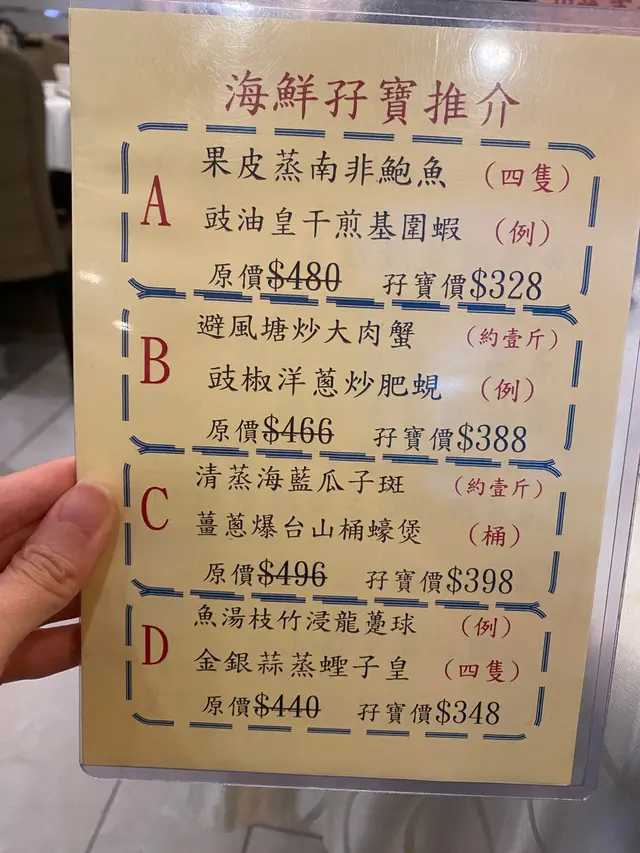 海鮮孖寶推介
A
果皮蒸南非鮑魚 (四隻)
豉油皇干煎基圍蝦 (例)
原價$480 孖寶價$328
B
避風塘炒大肉蟹 (約壹斤)
豉椒洋蔥炒肥蜆 (例)
原價$466 孖寶價$388
C
清蒸海藍瓜子斑 (約壹斤)
薑蔥爆台山桶蠔煲 (桶)
原價$496 孖寶價$398
D
魚湯枝竹浸龍躉球 (例)
金銀蒜蒸蟶子皇 (四隻)
原價$440 孖寶價$348